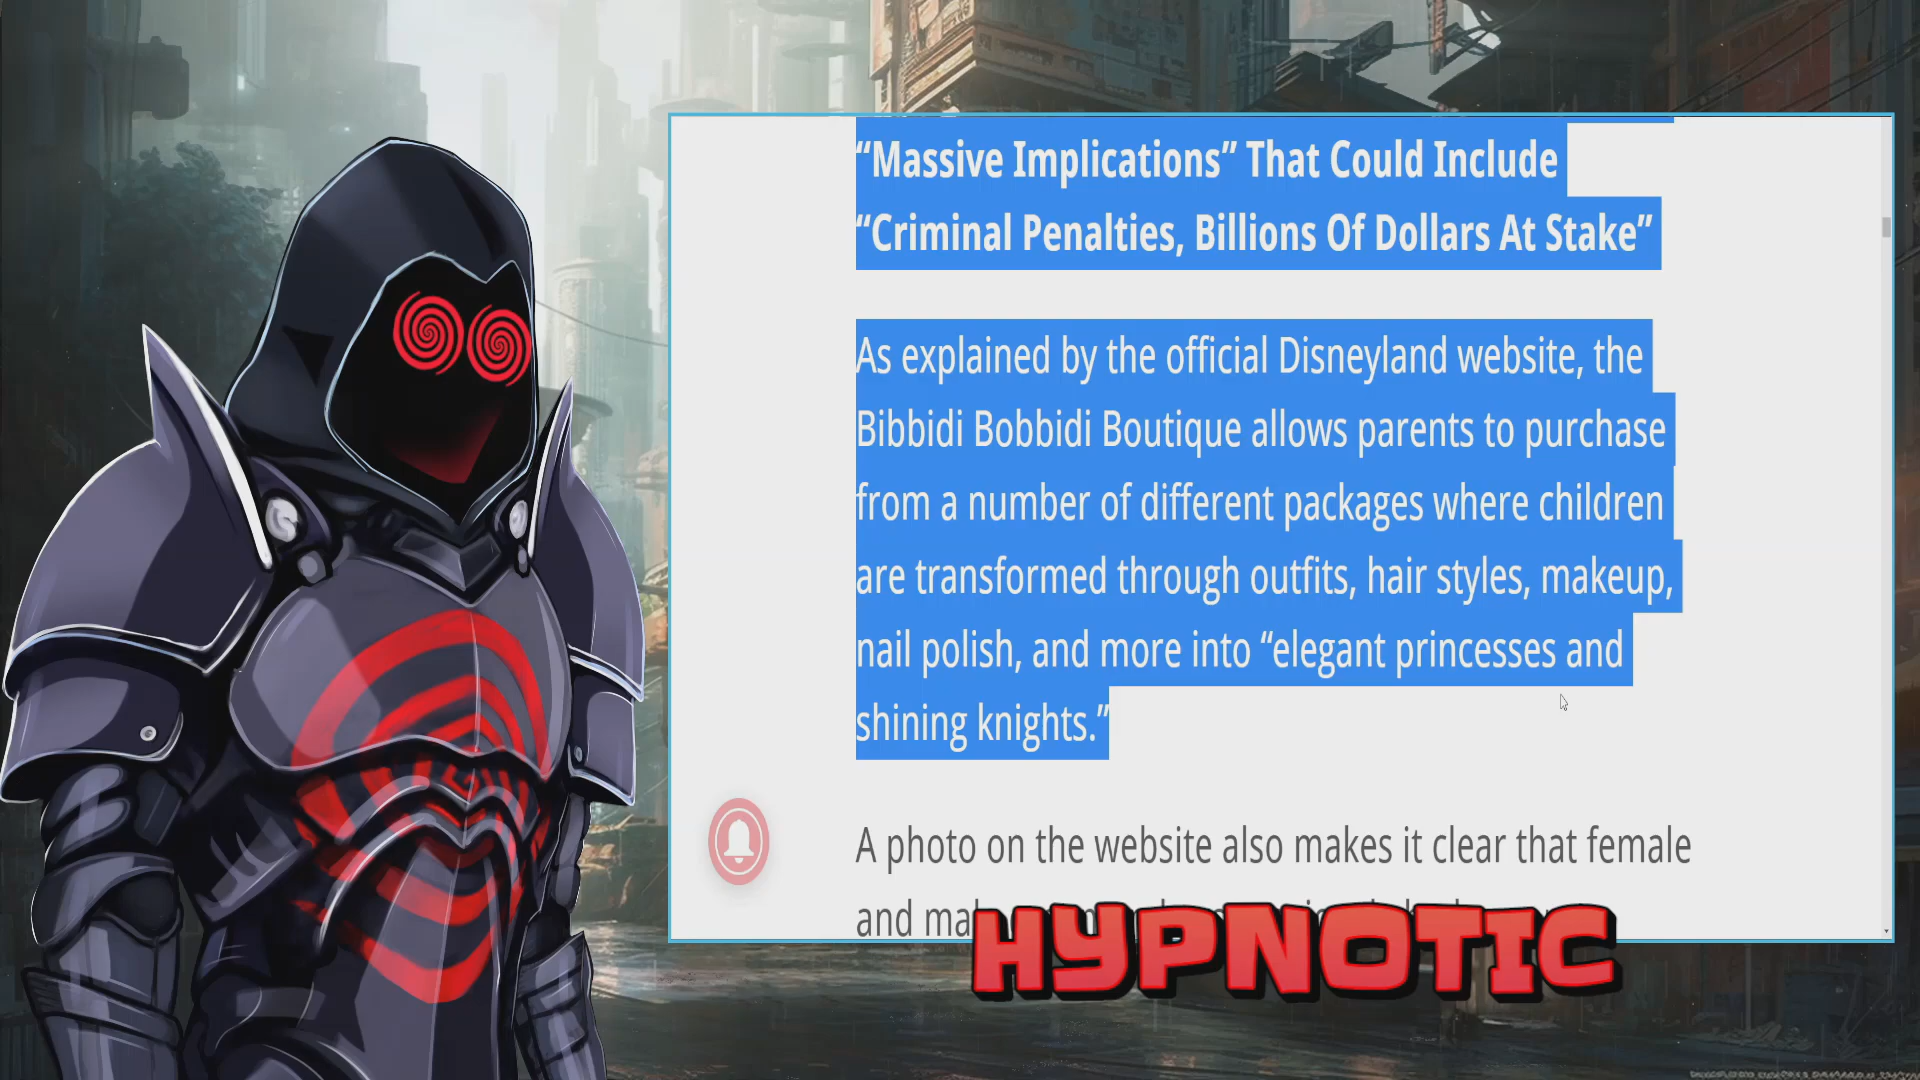 “Massive Implications” That Could Include
“Criminal Penalties, Billions Of Dollars At Stake”
As explained by the official Disneyland website, the
Bibbidi Bobbidi Boutique allows parents to purchase
from a number of different packages where children
are transformed through outfits, hair styles, makeup,
nail polish, and more into “elegant princesses and
shining knights.”
A photo on the website also makes it clear that female
and
HYPNOTIC